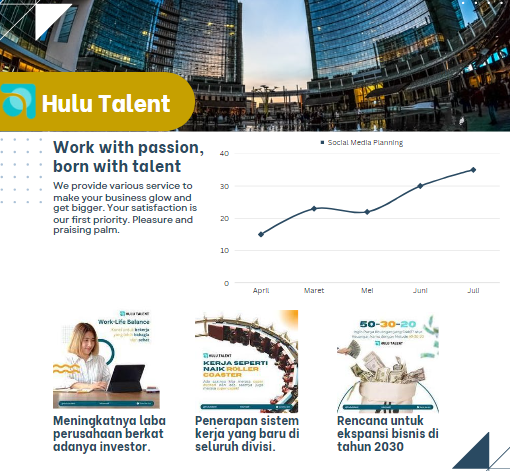 Hulu Talent
Work with passion,
born with talent
We provide various service to
make your business glow and
get bigger. Your satisfaction is
our first priority. Pleasure and
praising palm.
Social Media Planning
40
30
20
10
0
April
Maret
Mei
Juni
Juli
HULU TALENT
Work-Life Balance
HULU TALENT
KERJA SEPERTI
NAIK ROLLER
COASTER
50-30-20
HULU TALENT
Meningkatnya laba
perusahaan berkat
adanya investor.
Penerapan sistem
kerja yang baru di
seluruh divisi.
Rencana untuk
ekspansi bisnis di
tahun 2030